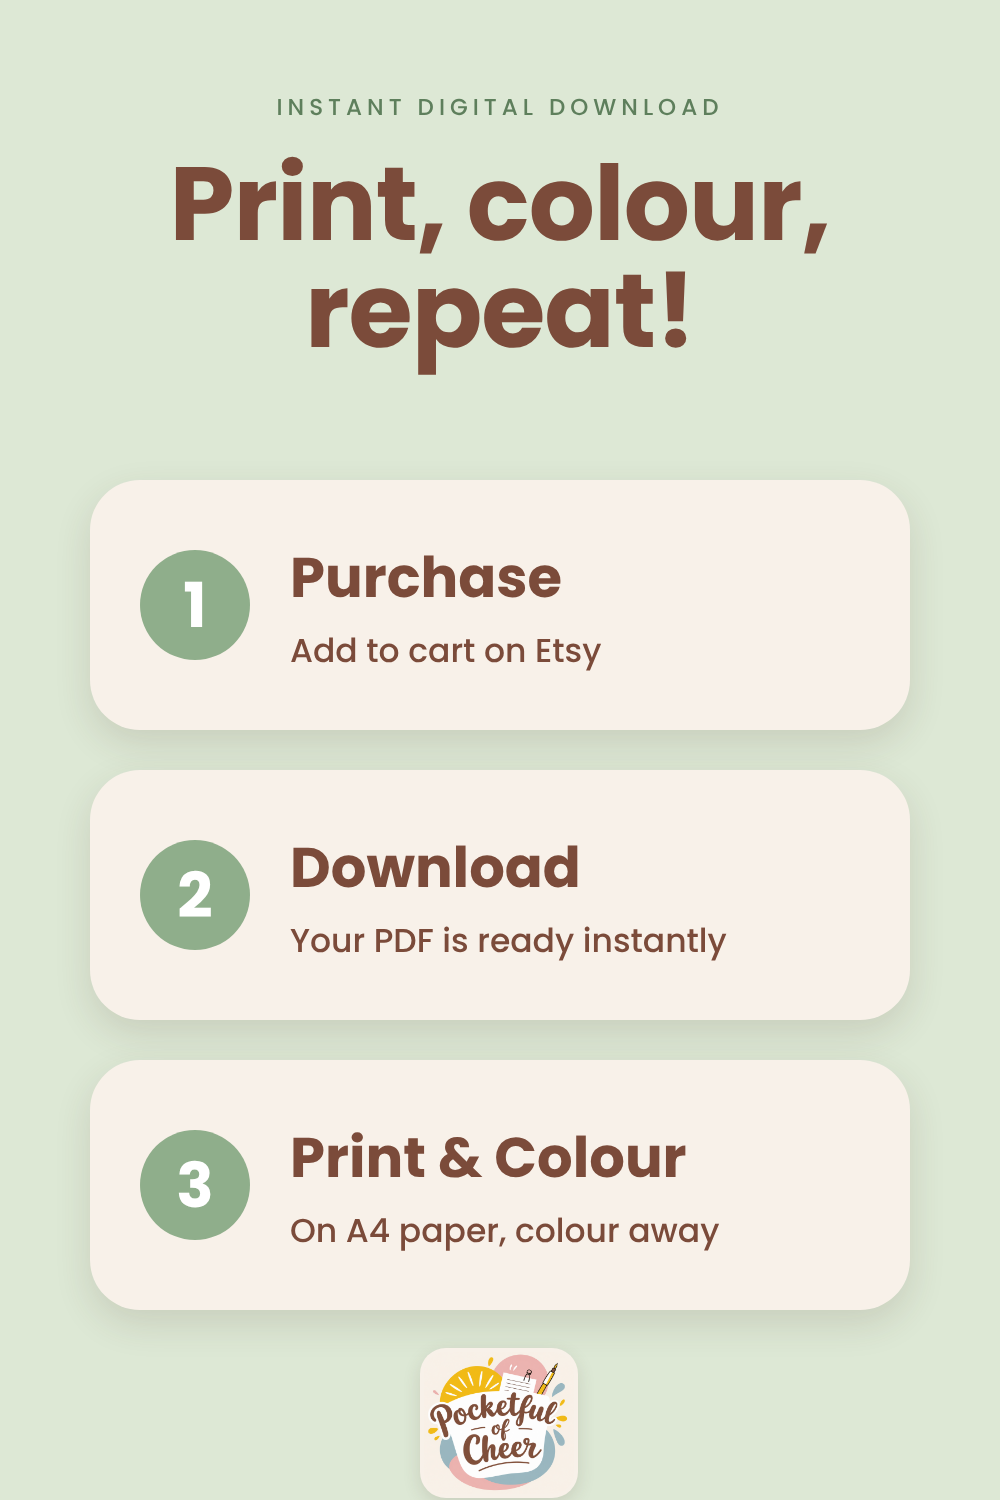 INSTANT DIGITAL DOWNLOAD
Print, colour,
repeat!
1
Purchase
Add to cart on Etsy
2
Download
Your PDF is ready instantly
3
Print & Colour
On A4 paper, colour away
Pocketful
of
Cheer